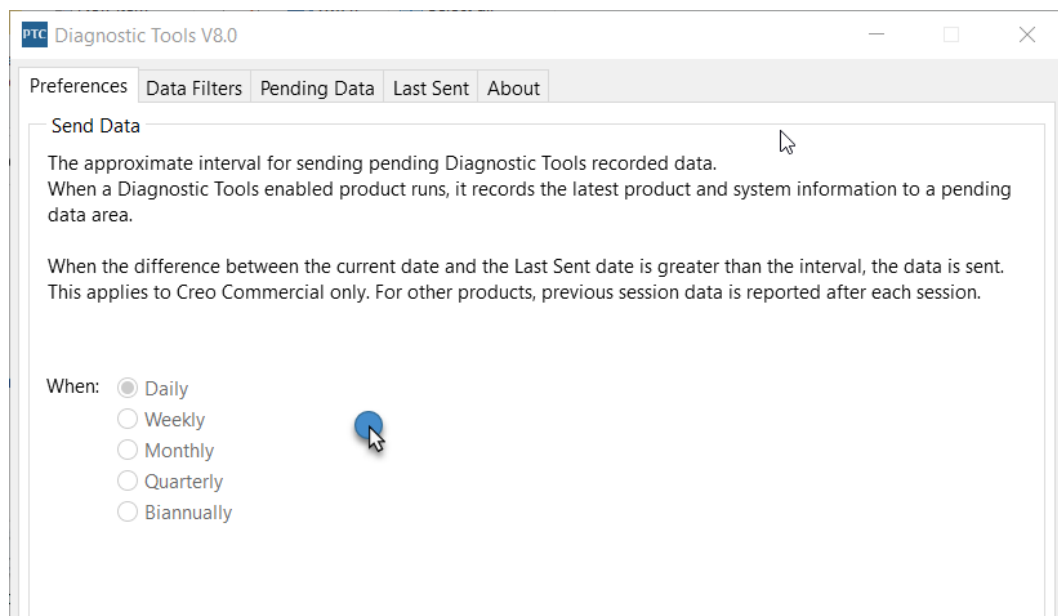 PTC Diagnostic Tools V8.0
Preferences Data Filters Pending Data Last Sent About
Send Data
The approximate interval for sending pending Diagnostic Tools recorded data.
When a Diagnostic Tools enabled product runs, it records the latest product and system information to a pending
data area.
When the difference between the current date and the Last Sent date is greater than the interval, the data is sent.
This applies to Creo Commercial only. For other products, previous session data is reported after each session.
When: Daily
Weekly
Monthly
Quarterly
Biannually